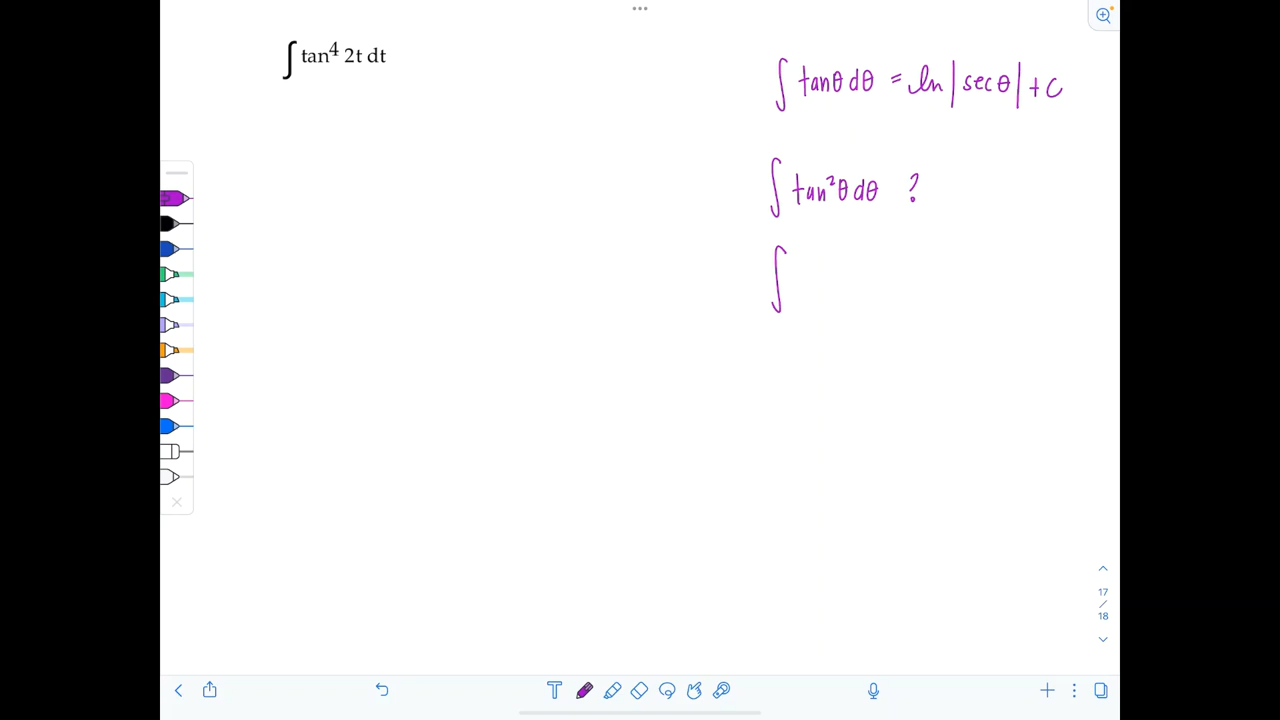 ∫ tan⁴ 2t dt
∫ tanθ dθ = ln|secθ| + C
∫ tan²θ dθ ?
∫
17
/
18
T